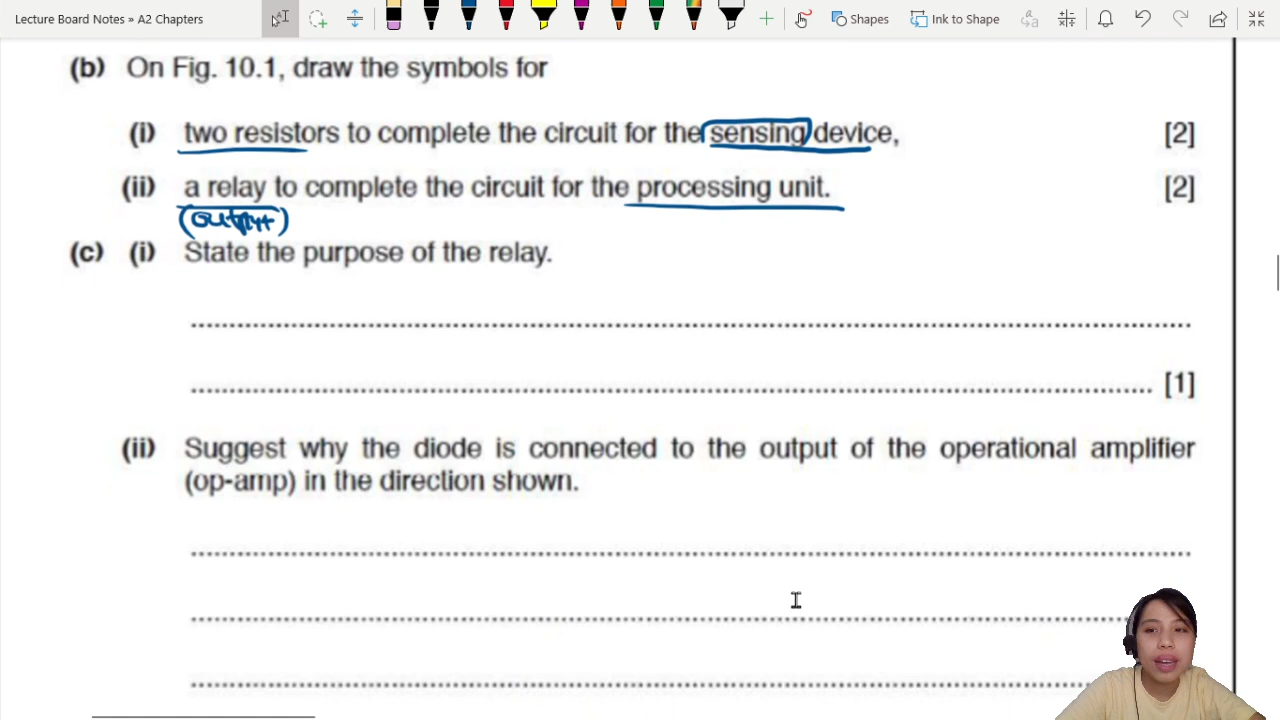 Lecture Board Notes » A2 Chapters
Shapes
Ink to Shape
(b) On Fig. 10.1, draw the symbols for
(i) two resistors to complete the circuit for the sensing device, [2]
(ii) a relay to complete the circuit for the processing unit. [2]
(output)
(c) (i) State the purpose of the relay.
[1]
(ii) Suggest why the diode is connected to the output of the operational amplifier
(op-amp) in the direction shown.